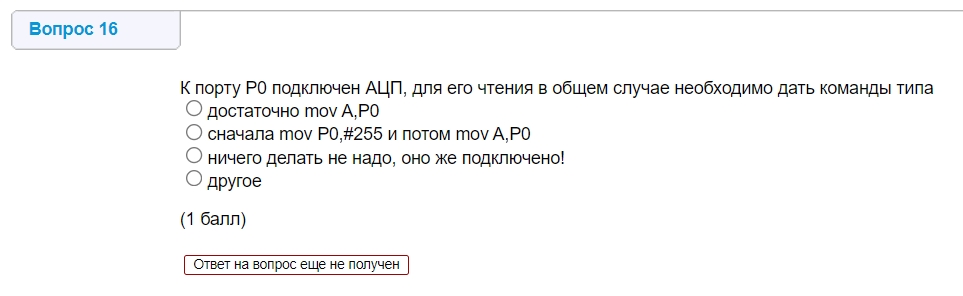 Вопрос 16
К порту P0 подключен АЦП, для его чтения в общем случае необходимо дать команды типа
достаточно mov A,P0
сначала mov P0,#255 и потом mov A,P0
ничего делать не надо, оно же подключено!
другое
(1 балл)
Ответ на вопрос еще не получен